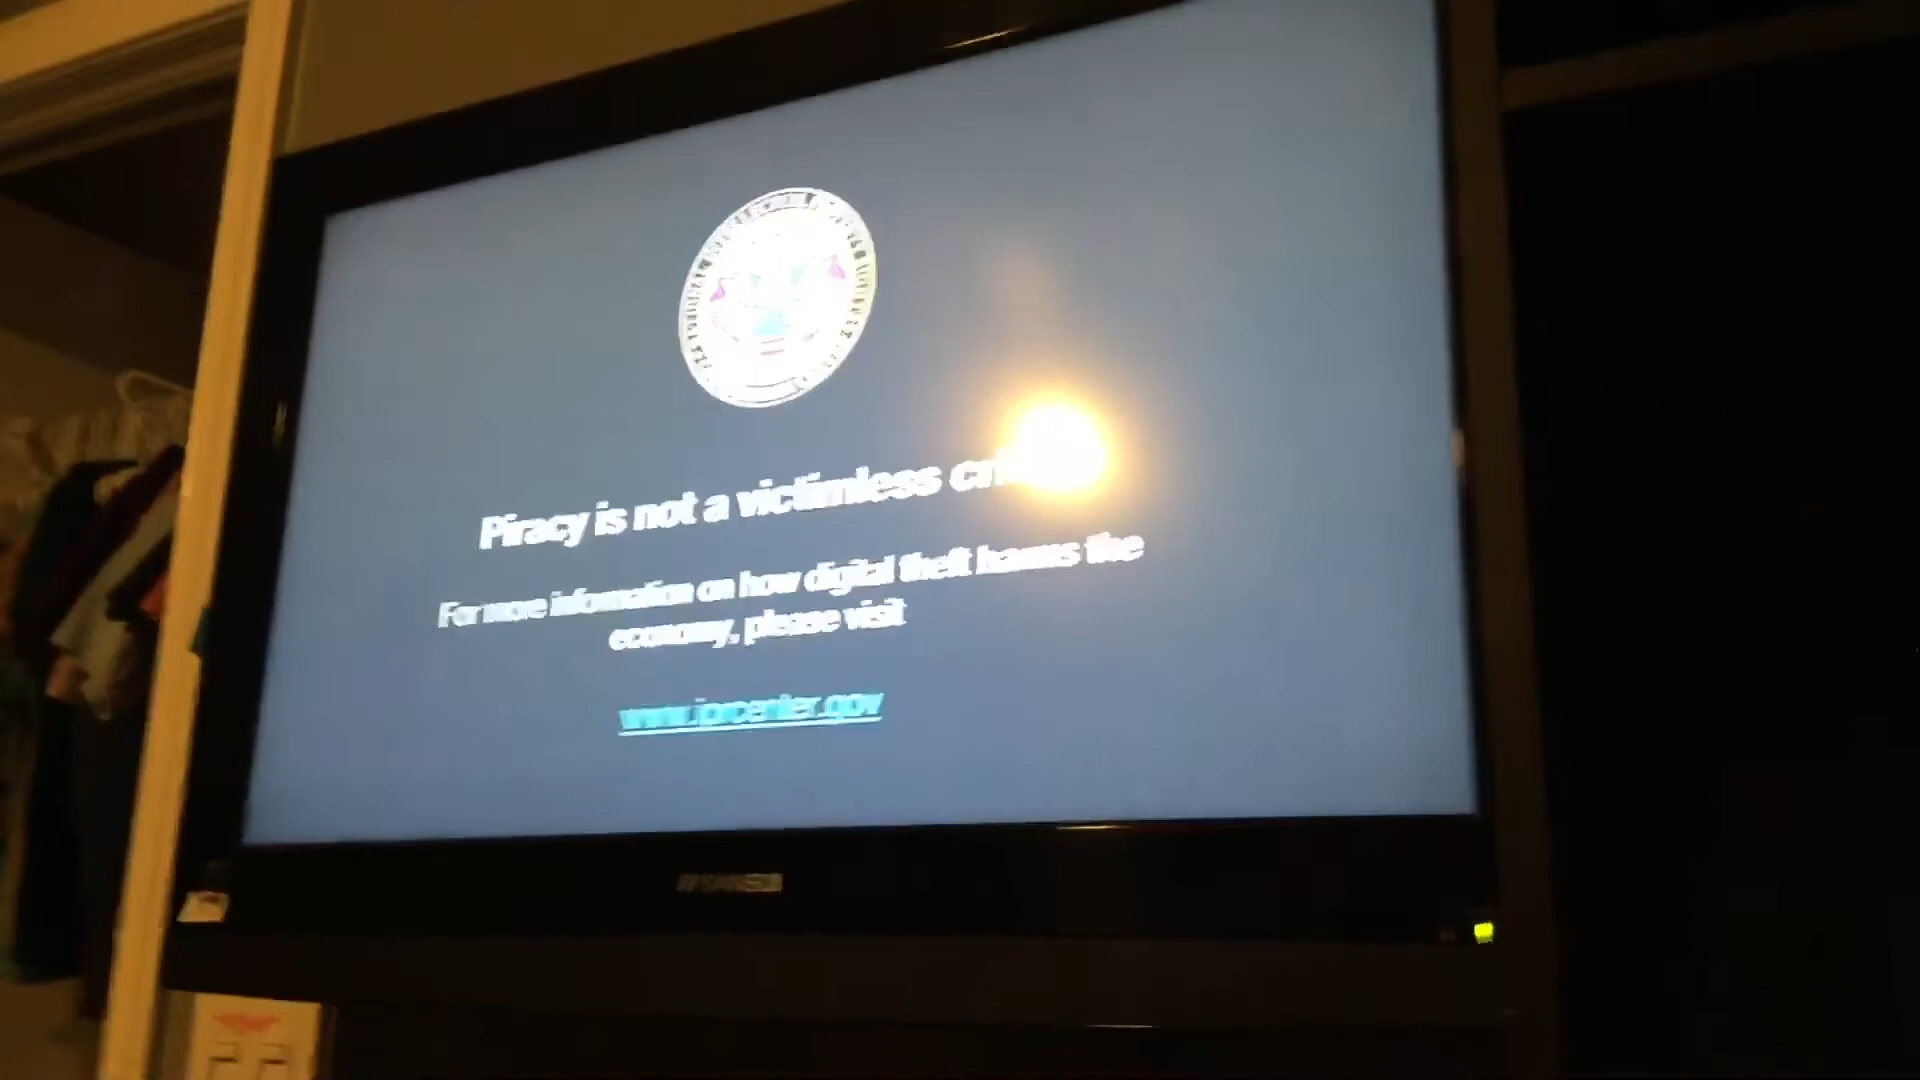 Piracy is not a victimless
For more information on how digital theft harms the
economy, please visit
www.iprcenter.gov